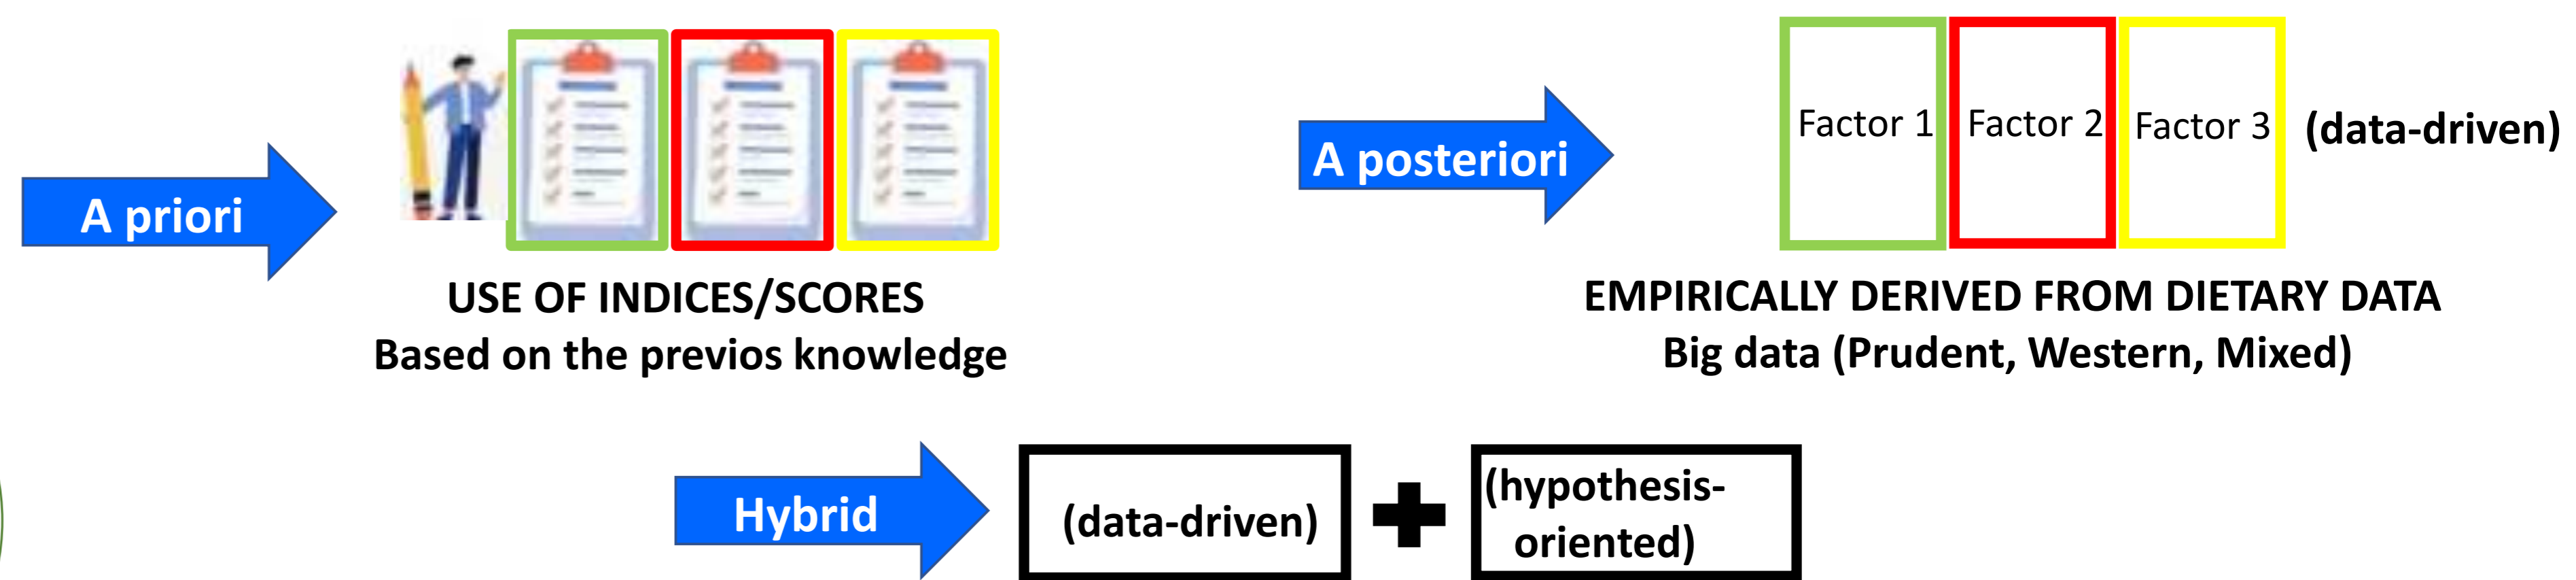 A priori
USE OF INDICES/SCORES
Based on the previos knowledge
A posteriori
Factor 1
Factor 2
Factor 3
(data-driven)
EMPIRICALLY DERIVED FROM DIETARY DATA
Big data (Prudent, Western, Mixed)
Hybrid
(data-driven)
(hypothesis-
oriented)